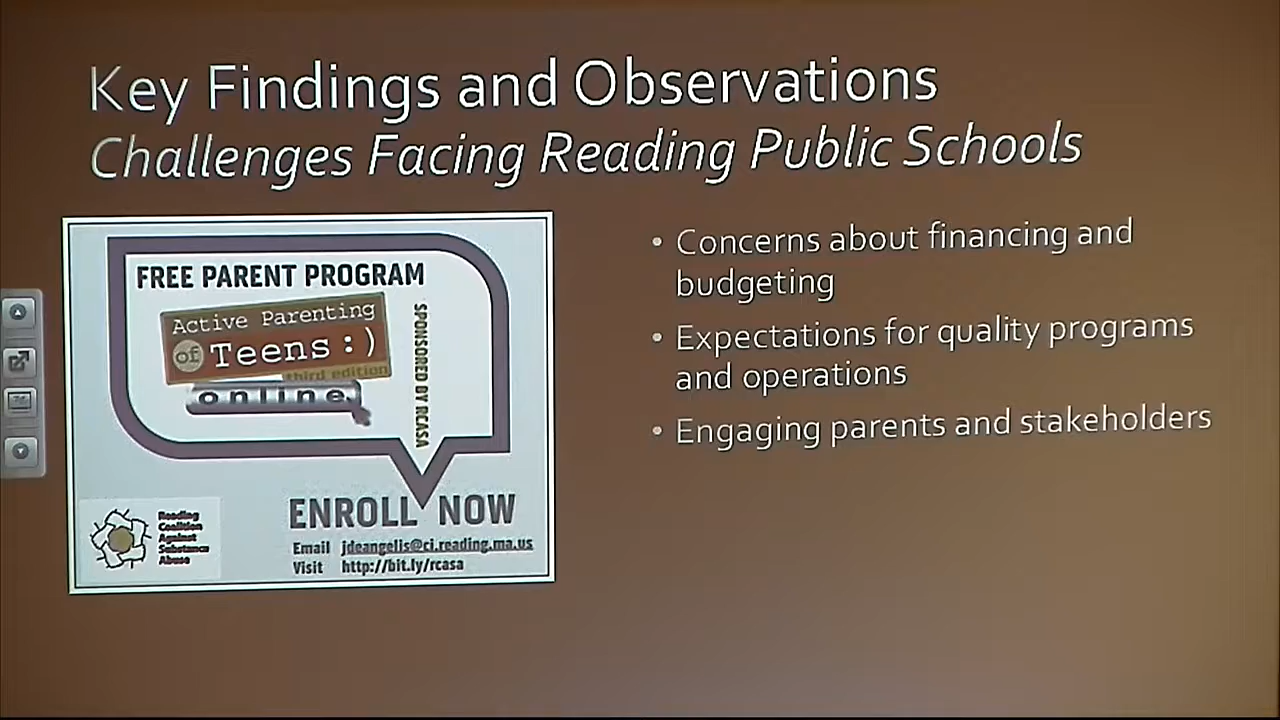 Key Findings and Observations
Challenges Facing Reading Public Schools
FREE PARENT PROGRAM
Active Parenting
of Teens :)
third edition
online
SPONSORED BY RCASA
ENROLL NOW
Email jdeangelis@ci.reading.ma.us
Visit http://bit.ly/rcasa
Reading
Coalition
Against
Substance
Abuse
• Concerns about financing and
budgeting
• Expectations for quality programs
and operations
• Engaging parents and stakeholders